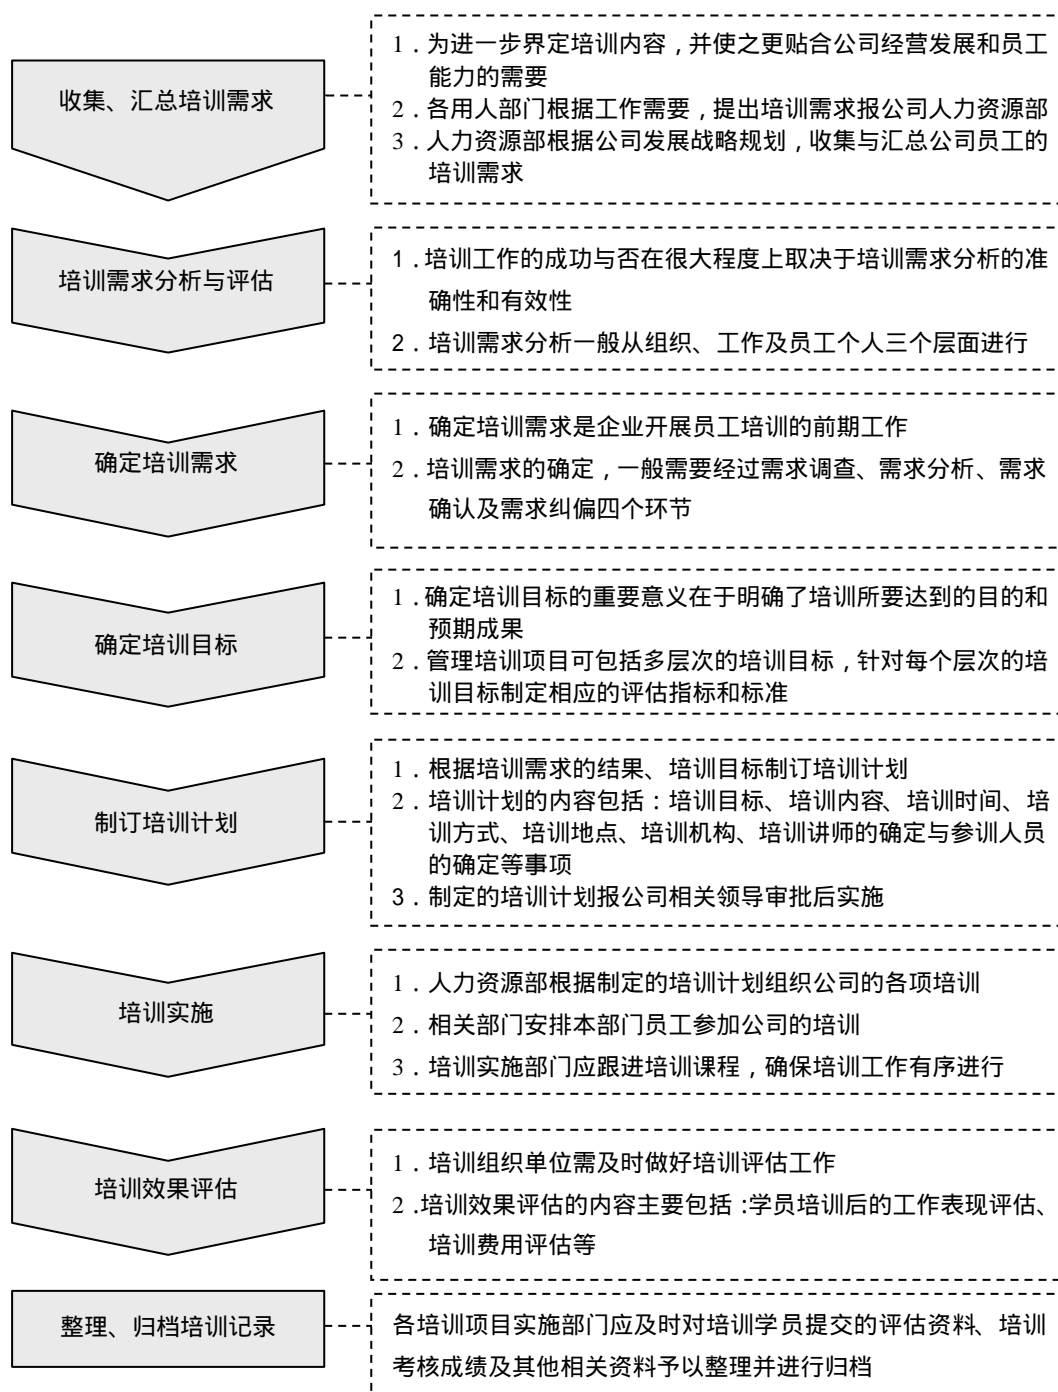 收集、汇总培训需求
1．为进一步界定培训内容，并使之更贴合公司经营发展和员工
能力的需要
2．各用人部门根据工作需要，提出培训需求报公司人力资源部
3．人力资源部根据公司发展战略规划，收集与汇总公司员工的
培训需求
培训需求分析与评估
1．培训工作的成功与否在很大程度上取决于培训需求分析的准
确性和有效性
2．培训需求分析一般从组织、工作及员工个人三个层面进行
确定培训需求
1．确定培训需求是企业开展员工培训的前期工作
2．培训需求的确定，一般需要经过需求调查、需求分析、需求
确认及需求纠偏四个环节
确定培训目标
1．确定培训目标的重要意义在于明确了培训所要达到的目的和
预期成果
2．管理培训项目可包括多层次的培训目标，针对每个层次的培
训目标制定相应的评估指标和标准
制订培训计划
1．根据培训需求的结果、培训目标制订培训计划
2．培训计划的内容包括：培训目标、培训内容、培训时间、培
训方式、培训地点、培训机构、培训讲师的确定与参训人员
的确定等事项
3．制定的培训计划报公司相关领导审批后实施
培训实施
1．人力资源部根据制定的培训计划组织公司的各项培训
2．相关部门安排本部门员工参加公司的培训
3．培训实施部门应跟进培训课程，确保培训工作有序进行
培训效果评估
1．培训组织单位需及时做好培训评估工作
2．培训效果评估的内容主要包括：学员培训后的工作表现评估、
培训费用评估等
整理、归档培训记录
各培训项目实施部门应及时对培训学员提交的评估资料、培训
考核成绩及其他相关资料予以整理并进行归档